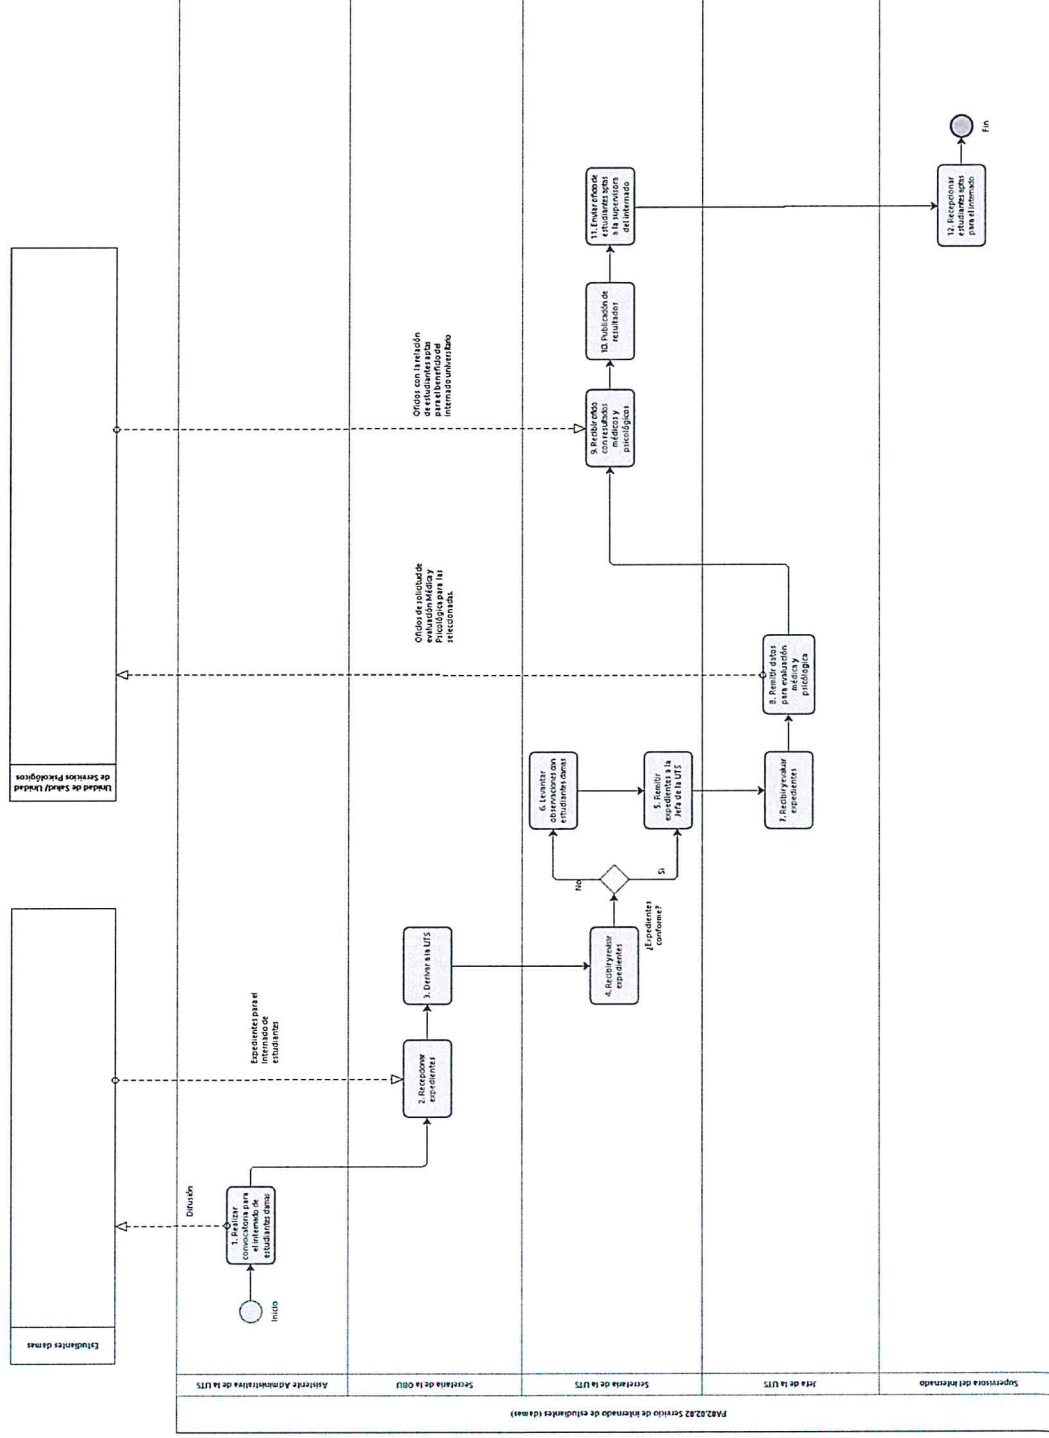 Estudiantes damas
Unidad de Salud/ Unidad
de Servicios Psicológicos
PA02.02.02 Servicio de internado de estudiantes (damas)
Asistente Administrativa de la UTS
Inicio
1. Realizar
convocatoria para
el internado de
estudiantes damas
Difusión
Expedientes para el
Internado de
estudiantes
Secretaria de la OBU
2. Recepcionar
expedientes
3. Derivar a la UTS
Oficios de solicitud de
evaluación Médica y
Psicológica para las
seleccionadas.
Oficios con la relación
de estudiantes aptas
para el beneficio del
Internado universitario
Secretaria de la UTS
4. Recibir y revisar
expedientes
¿Expedientes
conforme?
No
Si
6. Levantar
observaciones con
estudiantes damas
5. Remitir
expedientes a la
Jefa de la UTS
9. Recibir oficio
con resultados
médicos y
psicológicos
10. Publicación de
resultados
11. Enviar oficio de
estudiantes aptas
a la supervisora
del internado
Jefa de la UTS
7. Recibir y evaluar
expedientes
8. Remitir datos
para evaluación
médica y
psicólogica
Supervisora del internado
12. Recepcionar
estudiantes aptas
para el internado
Fin